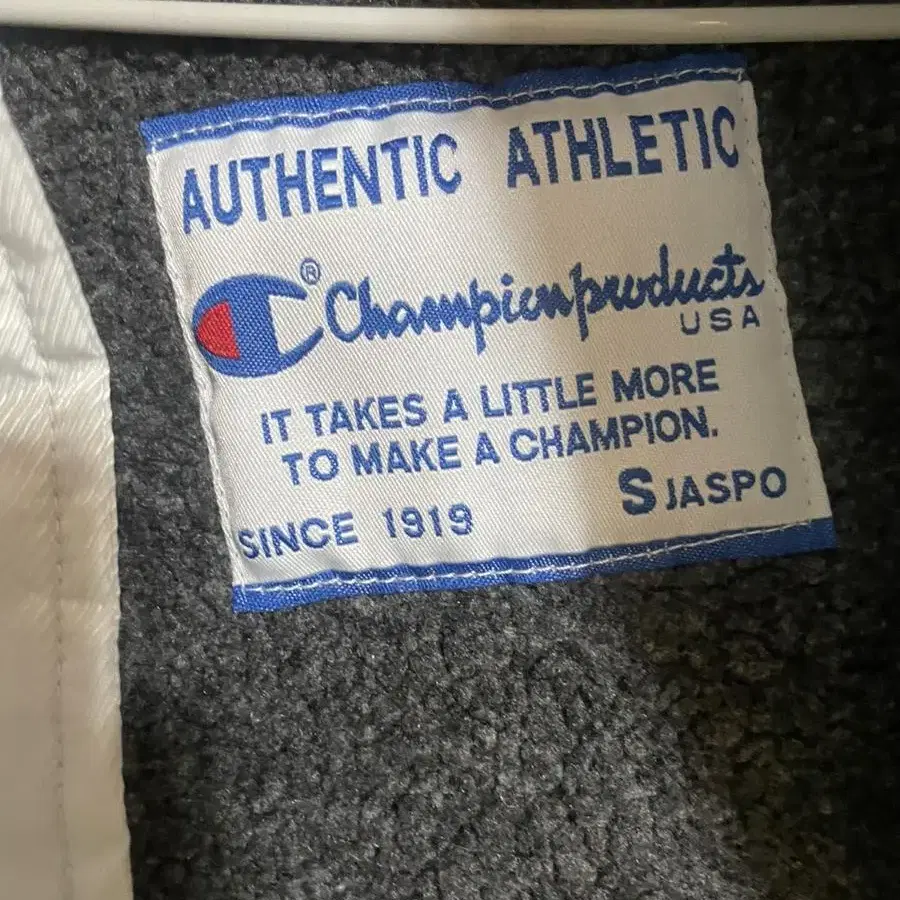 AUTHENTIC ATHLETIC
® Championproducts
USA
IT TAKES A LITTLE MORE
TO MAKE A CHAMPION.
S JASPO
SINCE 1919